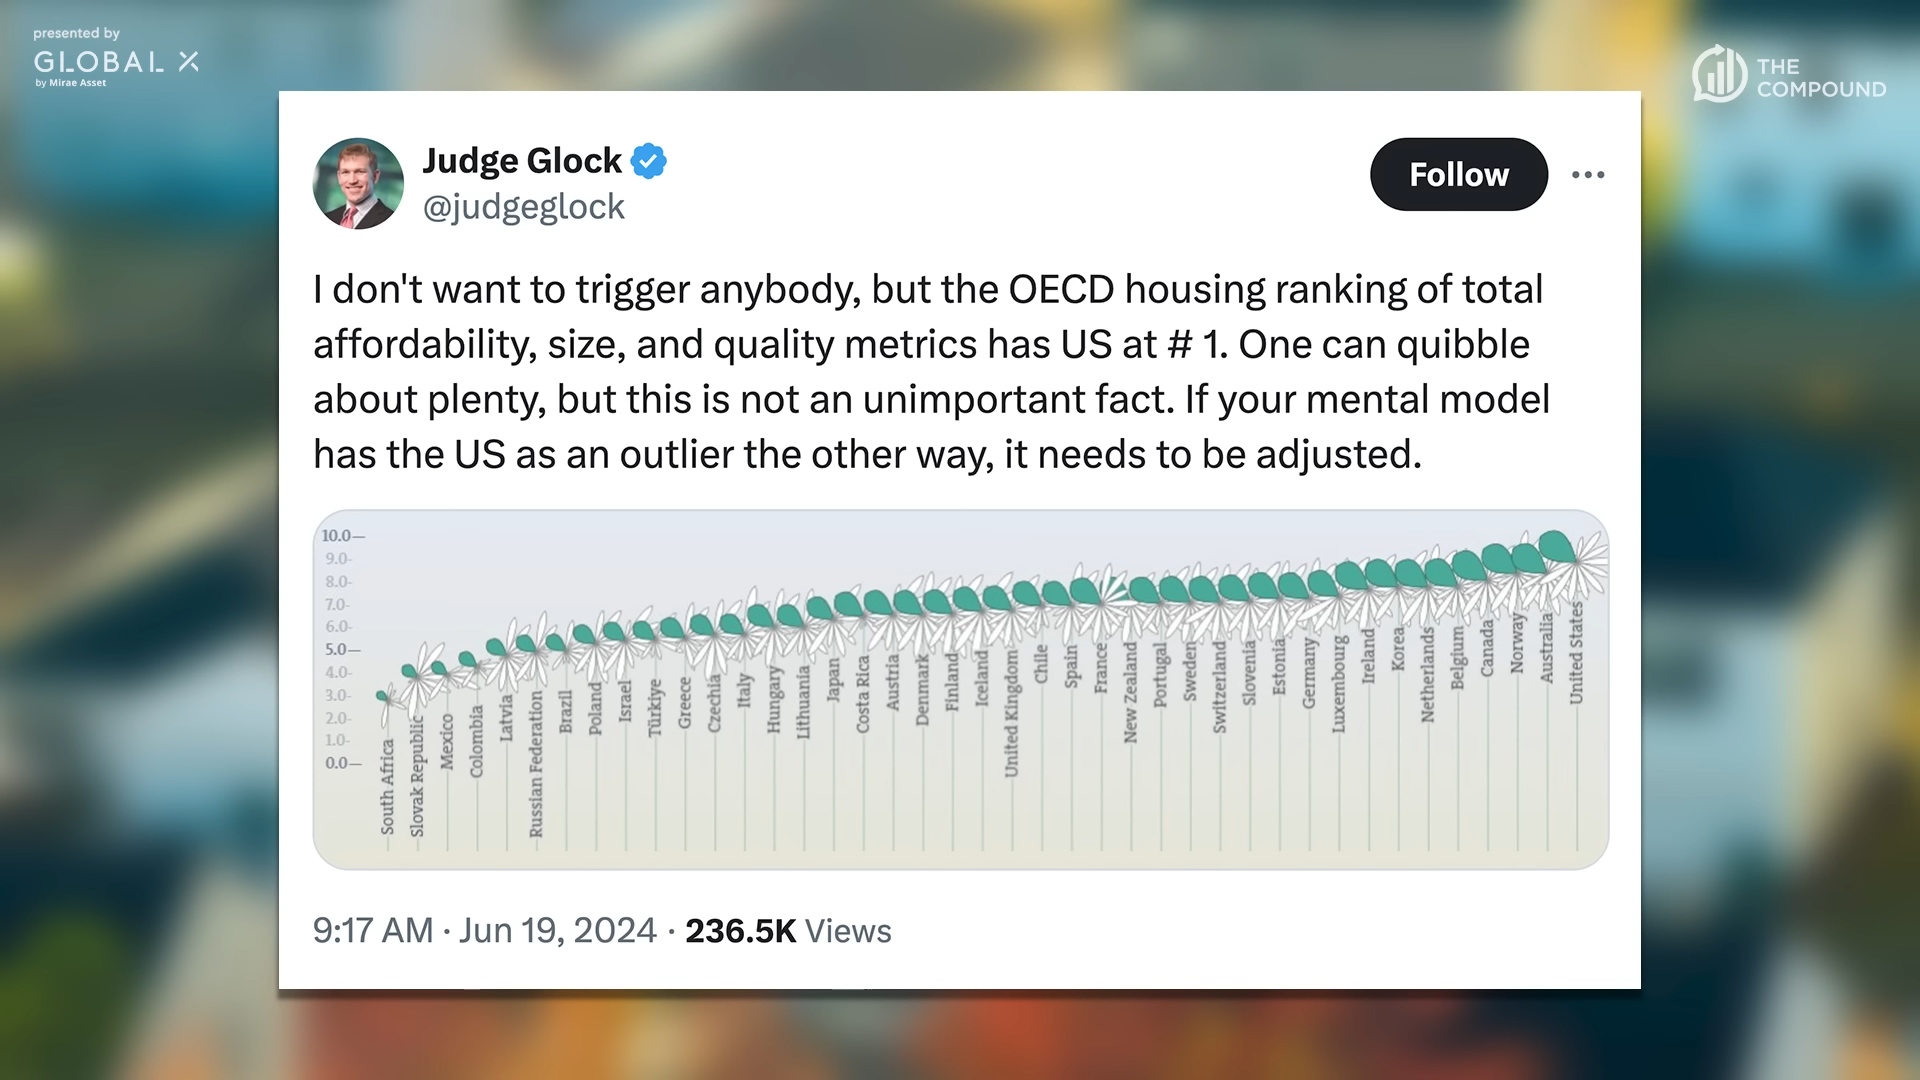 presented by
GLOBAL X
by Mirae Asset
THE
COMPOUND
Judge Glock
@judgeglock
Follow
I don't want to trigger anybody, but the OECD housing ranking of total
affordability, size, and quality metrics has US at # 1. One can quibble
about plenty, but this is not an unimportant fact. If your mental model
has the US as an outlier the other way, it needs to be adjusted.
10.0
9.0
8.0
7.0
6.0
5.0
4.0
3.0
2.0
1.0
0.0
South Africa
Slovak Republic
Mexico
Colombia
Latvia
Russian Federation
Brazil
Poland
Israel
Türkiye
Greece
Czechia
Italy
Hungary
Lithuania
Japan
Costa Rica
Austria
Denmark
Finland
Iceland
United Kingdom
Chile
Spain
France
New Zealand
Portugal
Sweden
Switzerland
Slovenia
Estonia
Germany
Luxembourg
Ireland
Korea
Netherlands
Belgium
Canada
Norway
Australia
United States
9:17 AM · Jun 19, 2024 · 236.5K Views